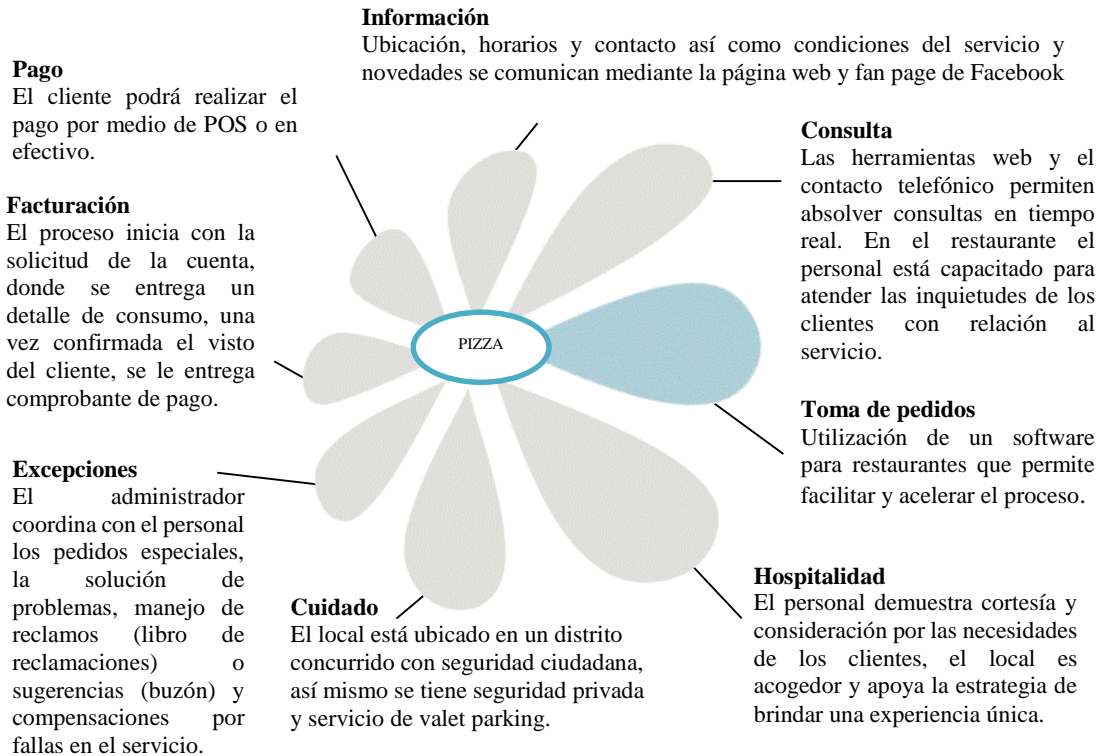 Información
Ubicación, horarios y contacto así como condiciones del servicio y
novedades se comunican mediante la página web y fan page de Facebook
Pago
El cliente podrá realizar el
pago por medio de POS o en
efectivo.
Consulta
Las herramientas web y el
contacto telefónico permiten
absolver consultas en tiempo
real. En el restaurante el
personal está capacitado para
atender las inquietudes de los
clientes con relación al
servicio.
Facturación
El proceso inicia con la
solicitud de la cuenta,
donde se entrega un
detalle de consumo, una
vez confirmada el visto
del cliente, se le entrega
comprobante de pago.
PIZZA
Toma de pedidos
Utilización de un software
para restaurantes que permite
facilitar y acelerar el proceso.
Excepciones
El administrador
coordina con el personal
los pedidos especiales,
la solución de
problemas, manejo de
reclamos (libro de
reclamaciones) o
sugerencias (buzón) y
compensaciones por
fallas en el servicio.
Cuidado
El local está ubicado en un distrito
concurrido con seguridad ciudadana,
así mismo se tiene seguridad privada
y servicio de valet parking.
Hospitalidad
El personal demuestra cortesía y
consideración por las necesidades
de los clientes, el local es
acogedor y apoya la estrategia de
brindar una experiencia única.